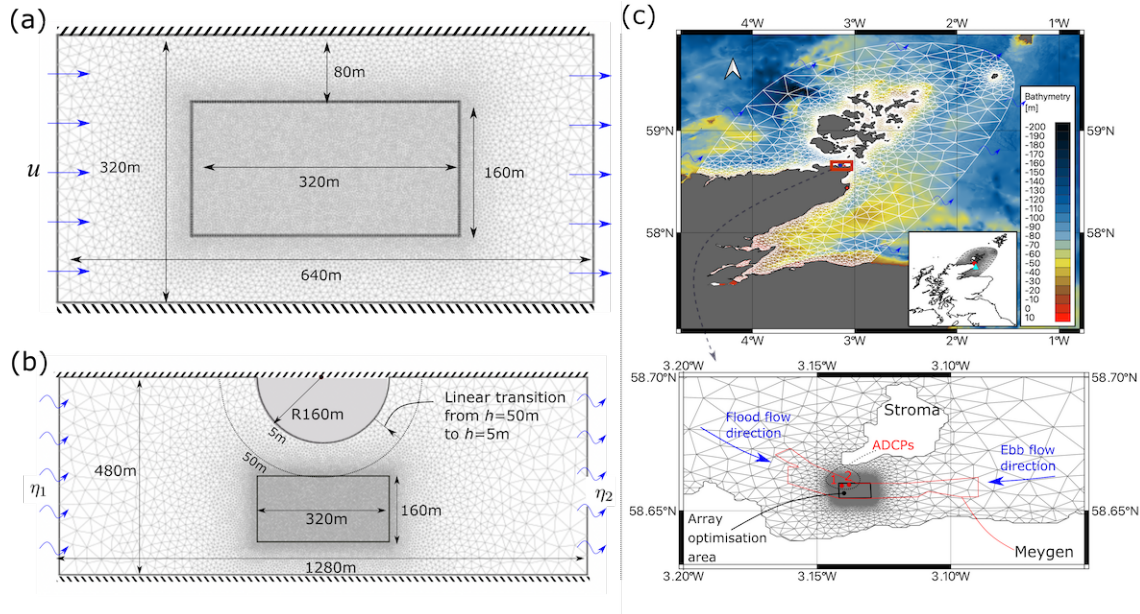 (a)
80m
u
320m
320m
160m
640m
(b)
R160m
5m
50m
Linear transition
from h=50m
to h=5m
480m
η1
η2
320m
160m
1280m
(c)
4°W 3°W 2°W 1°W
59°N
58°N
59°N
58°N
Bathymetry
[m]
-200
-190
-180
-170
-160
-150
-140
-130
-120
-110
-100
-90
-80
-70
-60
-50
-40
-30
-20
-10
0
10
4°W 3°W 2°W 1°W
3.20°W 3.15°W 3.10°W
58.70°N
58.65°N
58.70°N
58.65°N
Flood flow
direction
Stroma
ADCPs
Ebb flow
direction
1 2
Array
optimisation
area
Meygen
3.20°W 3.15°W 3.10°W